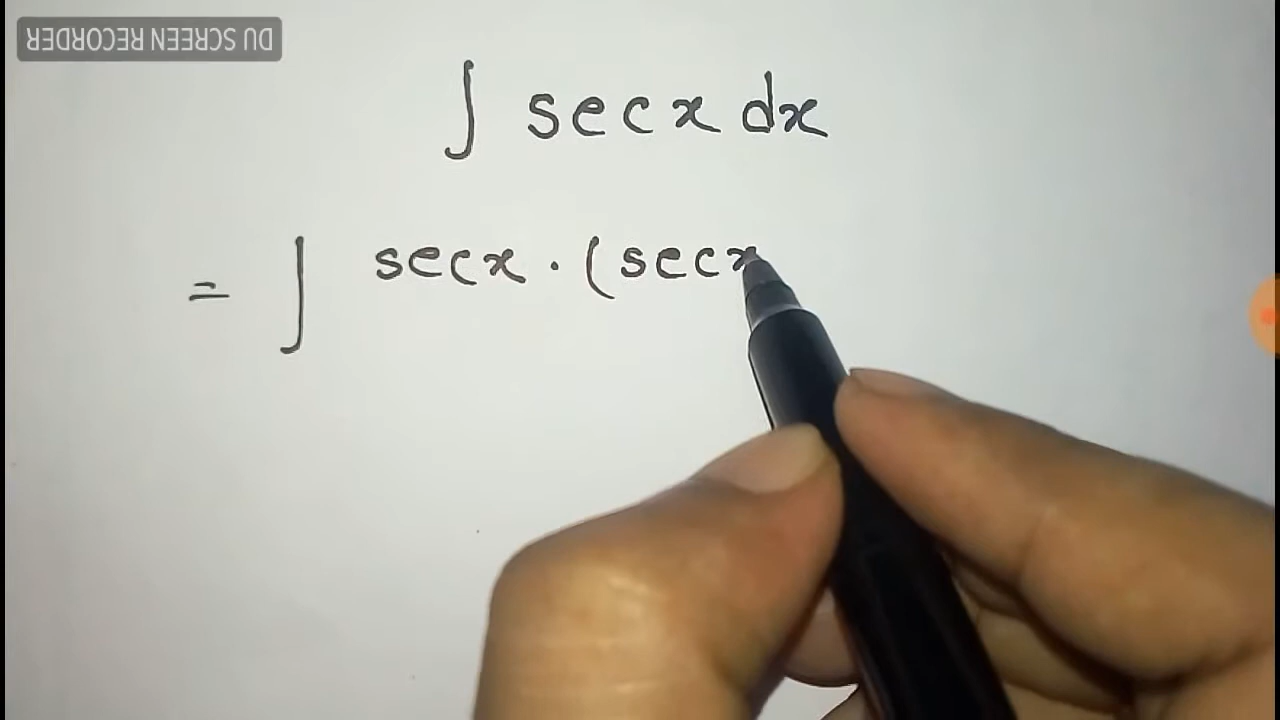 DU SCREEN RECORDER
∫ secx dx
= ∫ secx · (secx